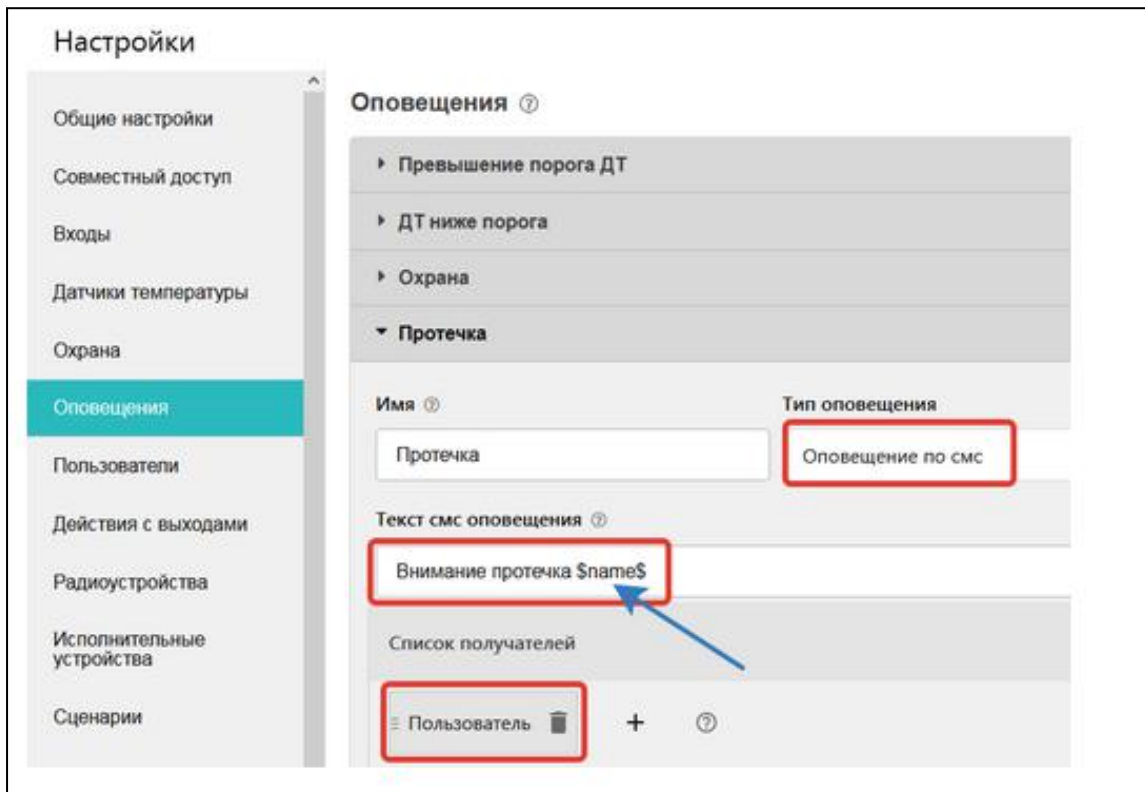 Настройки
Общие настройки
Совместный доступ
Входы
Датчики температуры
Охрана
Оповещения
Пользователи
Действия с выходами
Радиоустройства
Исполнительные
устройства
Сценарии
Оповещения
Превышение порога ДТ
ДТ ниже порога
Охрана
Протечка
Имя
Тип оповещения
Протечка
Оповещение по смс
Текст смс оповещения
Внимание протечка $name$
Список получателей
Пользователь